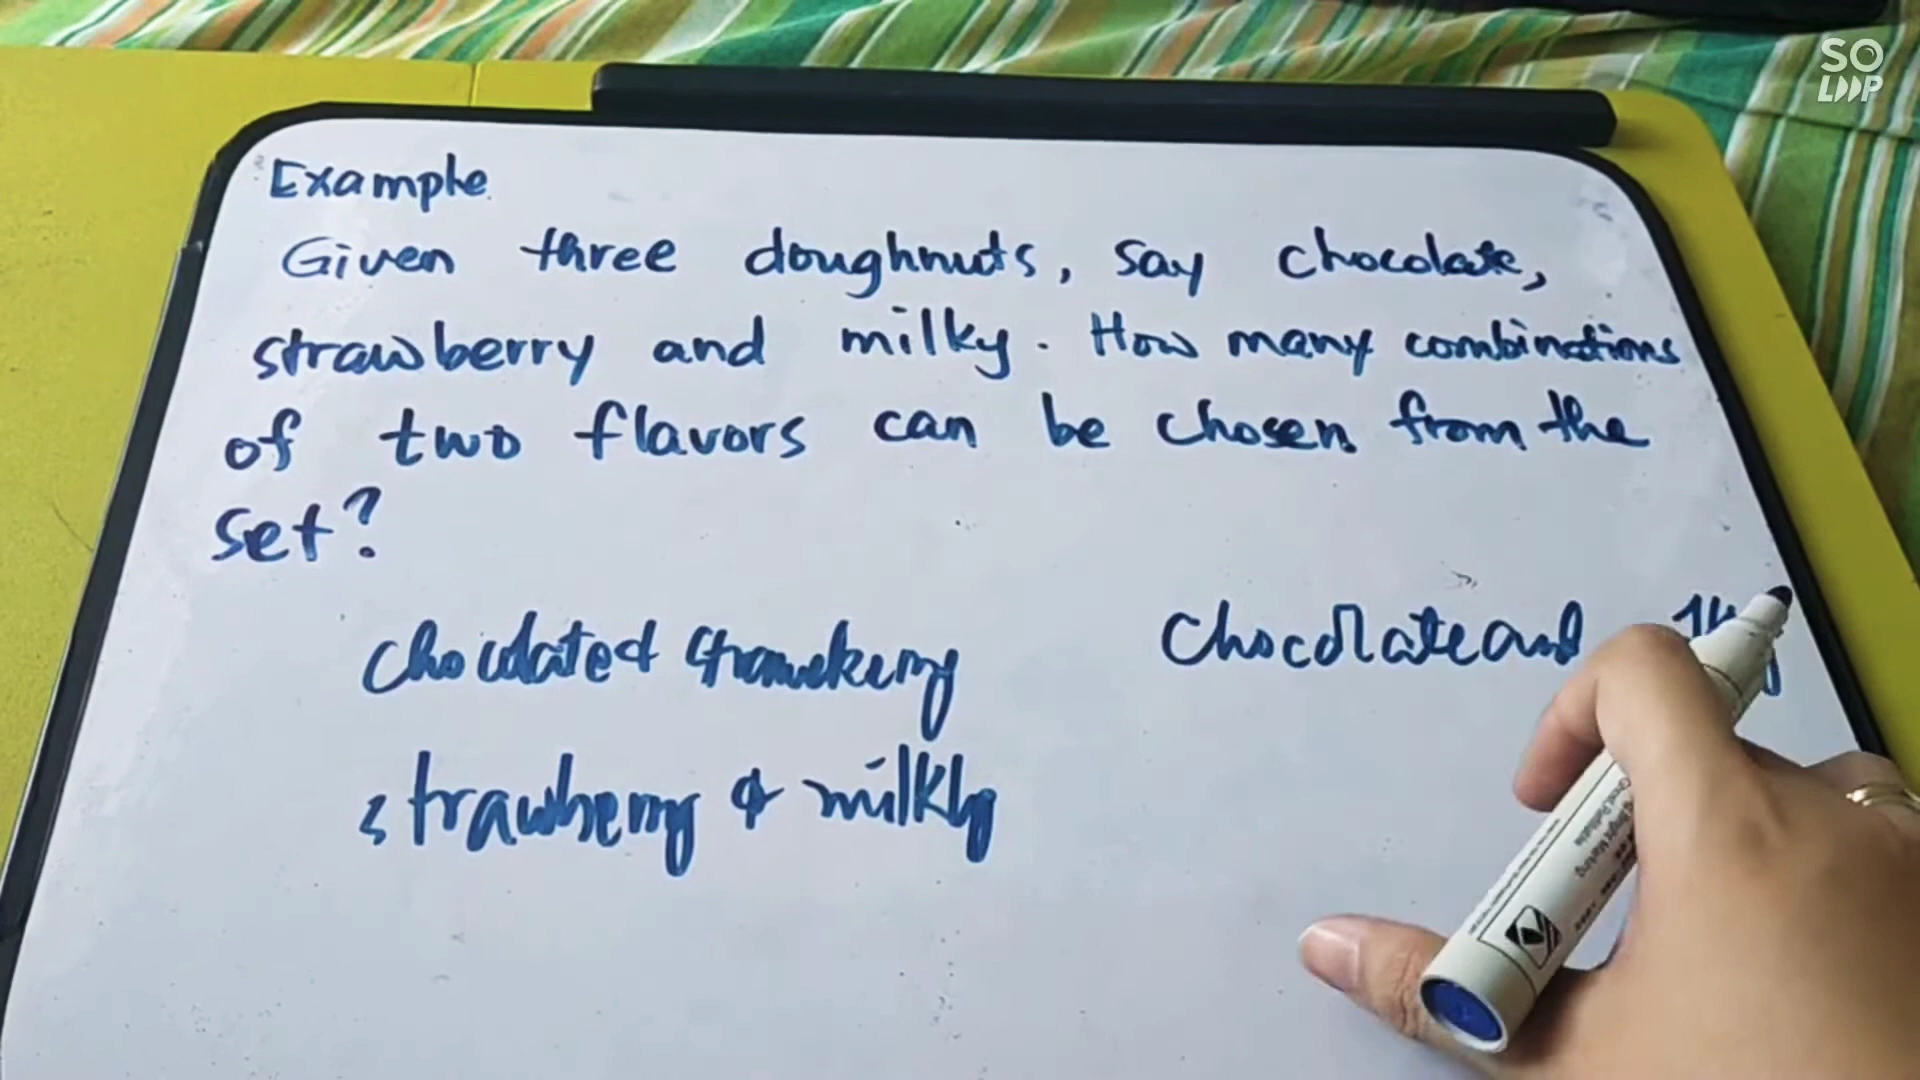 Example
Given three doughnuts, say chocolate,
strawberry and milky. How many combinations
of two flavors can be chosen from the
set?
Chocolate & strawberry
Chocolate and
strawberry & milky
SO
LOOP